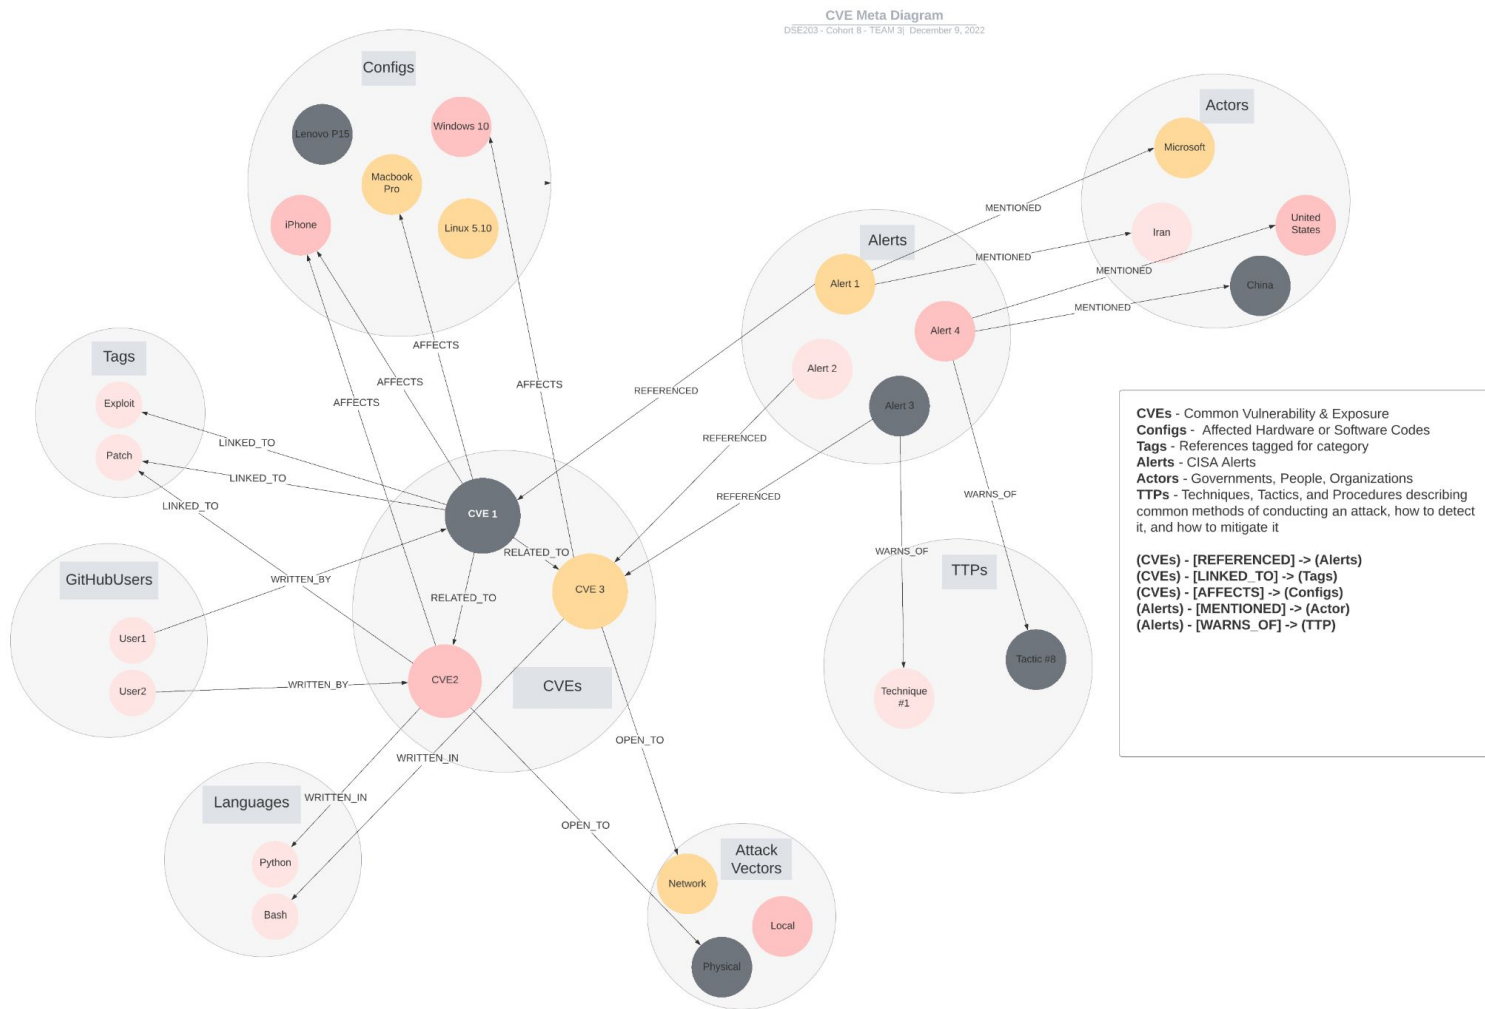 CVE Meta Diagram
DSE203 - Cohort 8 - TEAM 3| December 9, 2022
Configs
Lenovo P15
Windows 10
Macbook
Pro
iPhone
Linux 5.10
Actors
Microsoft
Iran
United
States
China
MENTIONED
MENTIONED
MENTIONED
MENTIONED
Alerts
Alert 1
Alert 4
Alert 2
Alert 3
Tags
Exploit
Patch
AFFECTS
AFFECTS
AFFECTS
AFFECTS
REFERENCED
REFERENCED
REFERENCED
LINKED_TO
LINKED_TO
LINKED_TO
WARNS_OF
WARNS_OF
CVEs - Common Vulnerability & Exposure
Configs - Affected Hardware or Software Codes
Tags - References tagged for category
Alerts - CISA Alerts
Actors - Governments, People, Organizations
TTPs - Techniques, Tactics, and Procedures describing
common methods of conducting an attack, how to detect
it, and how to mitigate it
(CVEs) - [REFERENCED] -> (Alerts)
(CVEs) - [LINKED_TO] -> (Tags)
(CVEs) - [AFFECTS] -> (Configs)
(Alerts) - [MENTIONED] -> (Actor)
(Alerts) - [WARNS_OF] -> (TTP)
CVE 1
RELATED_TO
RELATED_TO
CVE 3
CVE2
CVEs
GitHubUsers
User1
User2
WRITTEN_BY
WRITTEN_BY
TTPs
Tactic #8
Technique
#1
WRITTEN_IN
WRITTEN_IN
OPEN_TO
OPEN_TO
Languages
Python
Bash
Attack
Vectors
Network
Local
Physical